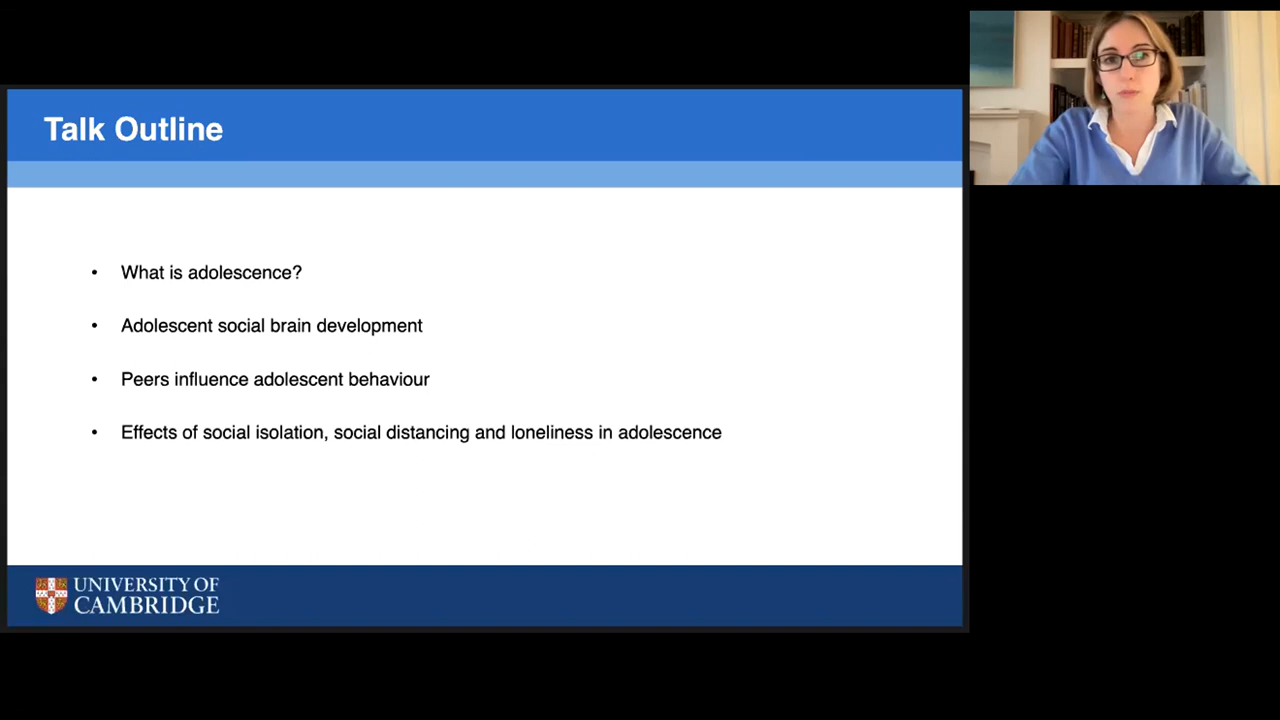 Talk Outline
• What is adolescence?
• Adolescent social brain development
• Peers influence adolescent behaviour
• Effects of social isolation, social distancing and loneliness in adolescence
UNIVERSITY OF
CAMBRIDGE